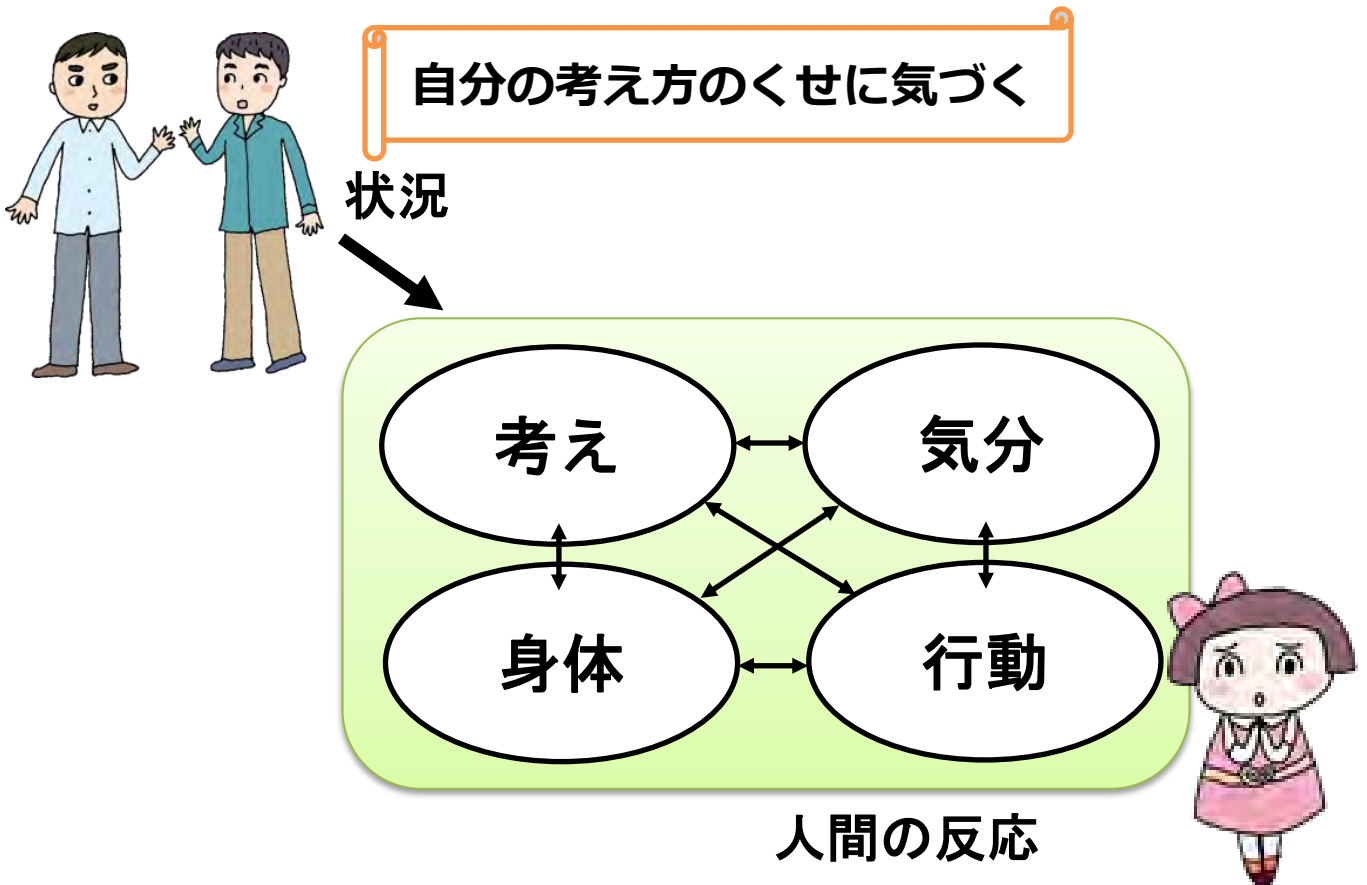 自分の考え方のくせに気づく
状況
考え
気分
身体
行動
人間の反応